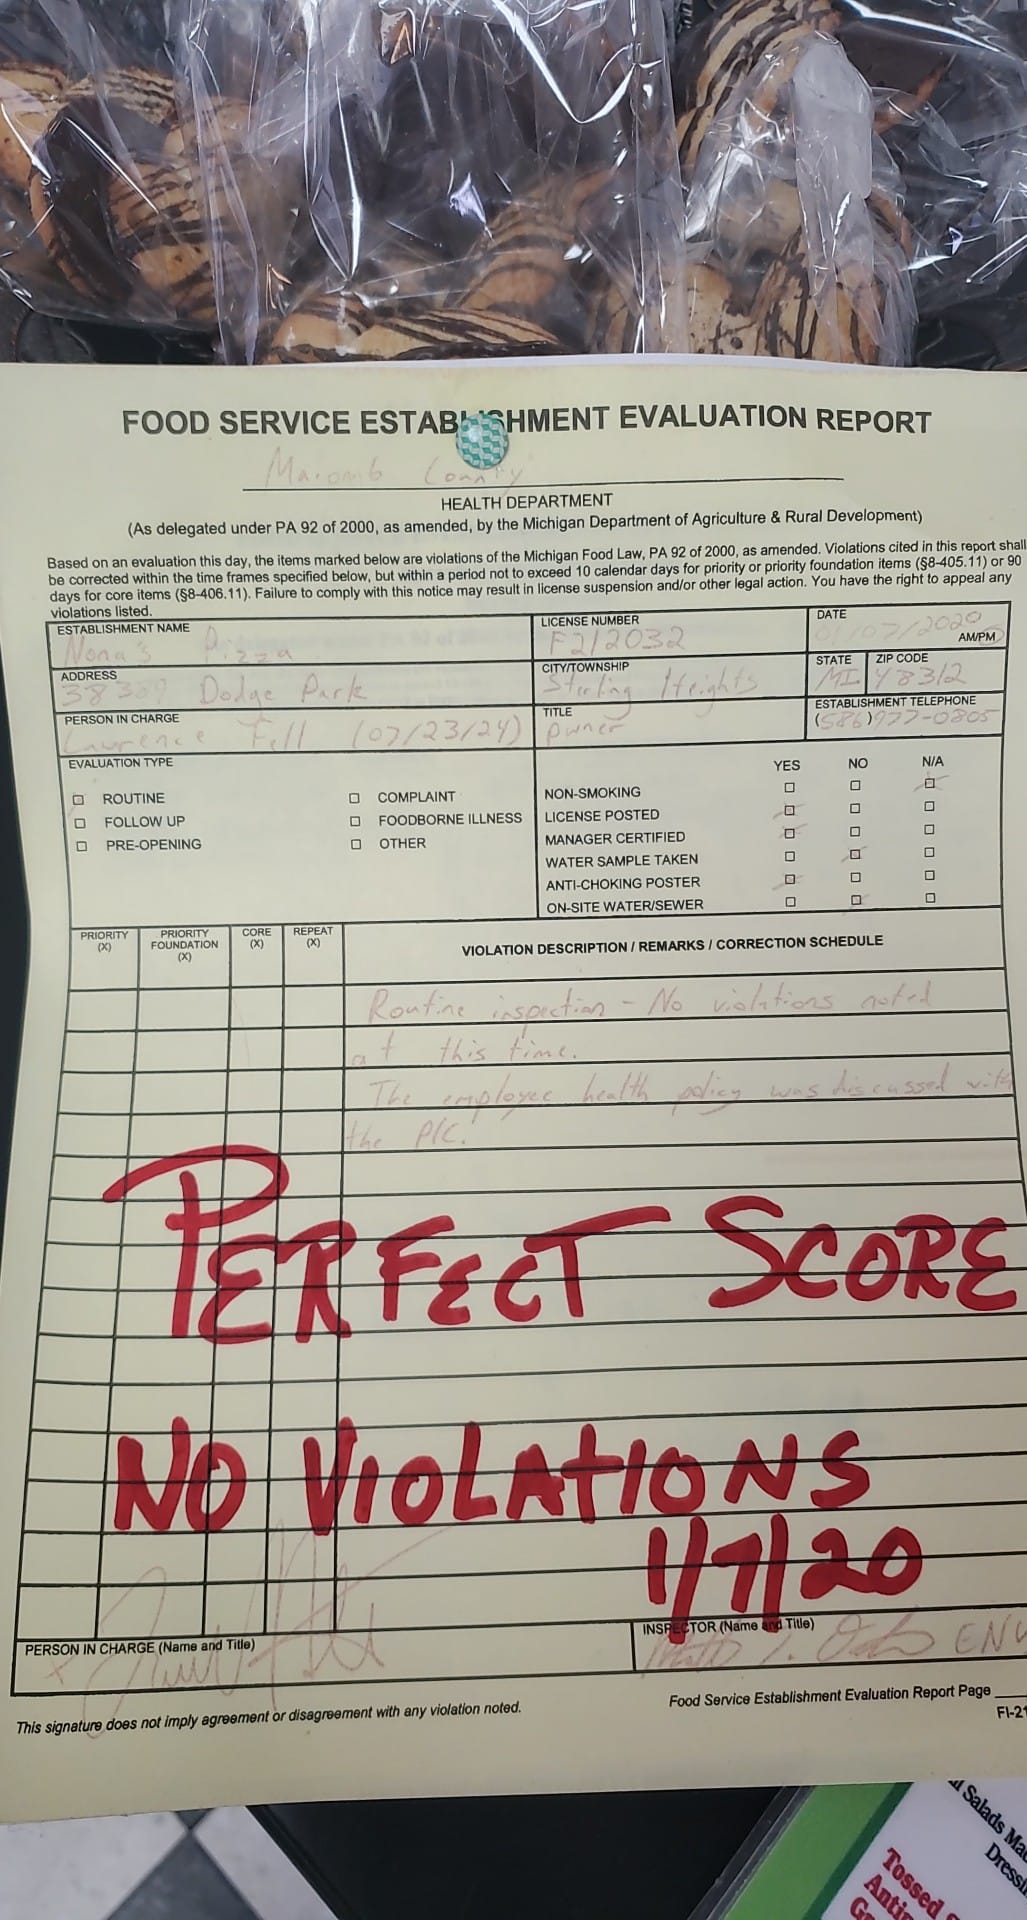 FOOD SERVICE ESTABLISHMENT EVALUATION REPORT
Macomb County
HEALTH DEPARTMENT
(As delegated under PA 92 of 2000, as amended, by the Michigan Department of Agriculture & Rural Development)
Based on an evaluation this day, the items marked below are violations of the Michigan Food Law, PA 92 of 2000, as amended. Violations cited in this report shall
be corrected within the time frames specified below, but within a period not to exceed 10 calendar days for priority or priority foundation items (§8-405.11) or 90
days for core items (§8-406.11). Failure to comply with this notice may result in license suspension and/or other legal action. You have the right to appeal any
violations listed.
ESTABLISHMENT NAME LICENSE NUMBER DATE
Nona's Pizza F212032 01/07/2020 AM/PM
ADDRESS CITY/TOWNSHIP STATE ZIP CODE
38389 Dodge Park Sterling Heights MI 48312
PERSON IN CHARGE TITLE ESTABLISHMENT TELEPHONE
Lawrence Fell (07/23/24) owner (586)977-0805
EVALUATION TYPE YES NO N/A
ROUTINE COMPLAINT NON-SMOKING
FOLLOW UP FOODBORNE ILLNESS LICENSE POSTED
PRE-OPENING OTHER MANAGER CERTIFIED
WATER SAMPLE TAKEN
ANTI-CHOKING POSTER
ON-SITE WATER/SEWER
PRIORITY PRIORITY CORE REPEAT
(X) FOUNDATION (X) (X) VIOLATION DESCRIPTION / REMARKS / CORRECTION SCHEDULE
(X)
Routine inspection - No violations noted
at this time.
The employee health policy was discussed with
the PIC.
PERFECT SCORE
NO VIOLATIONS
1/7/20
PERSON IN CHARGE (Name and Title) INSPECTOR (Name and Title)
This signature does not imply agreement or disagreement with any violation noted. Food Service Establishment Evaluation Report Page
FI-21
Salads
Dressi
Tossed
Anti